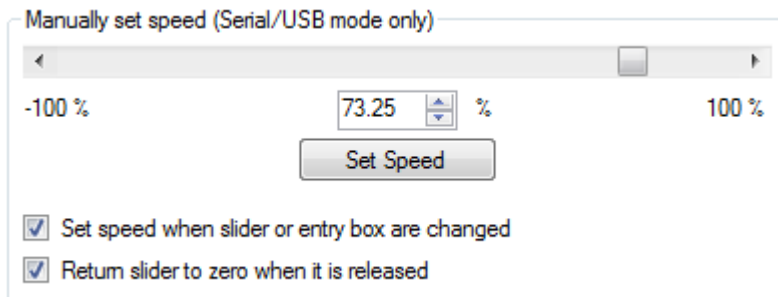 Manually set speed (Serial/USB mode only)
-100 % 73.25 % 100 %
Set Speed
Set speed when slider or entry box are changed
Return slider to zero when it is released